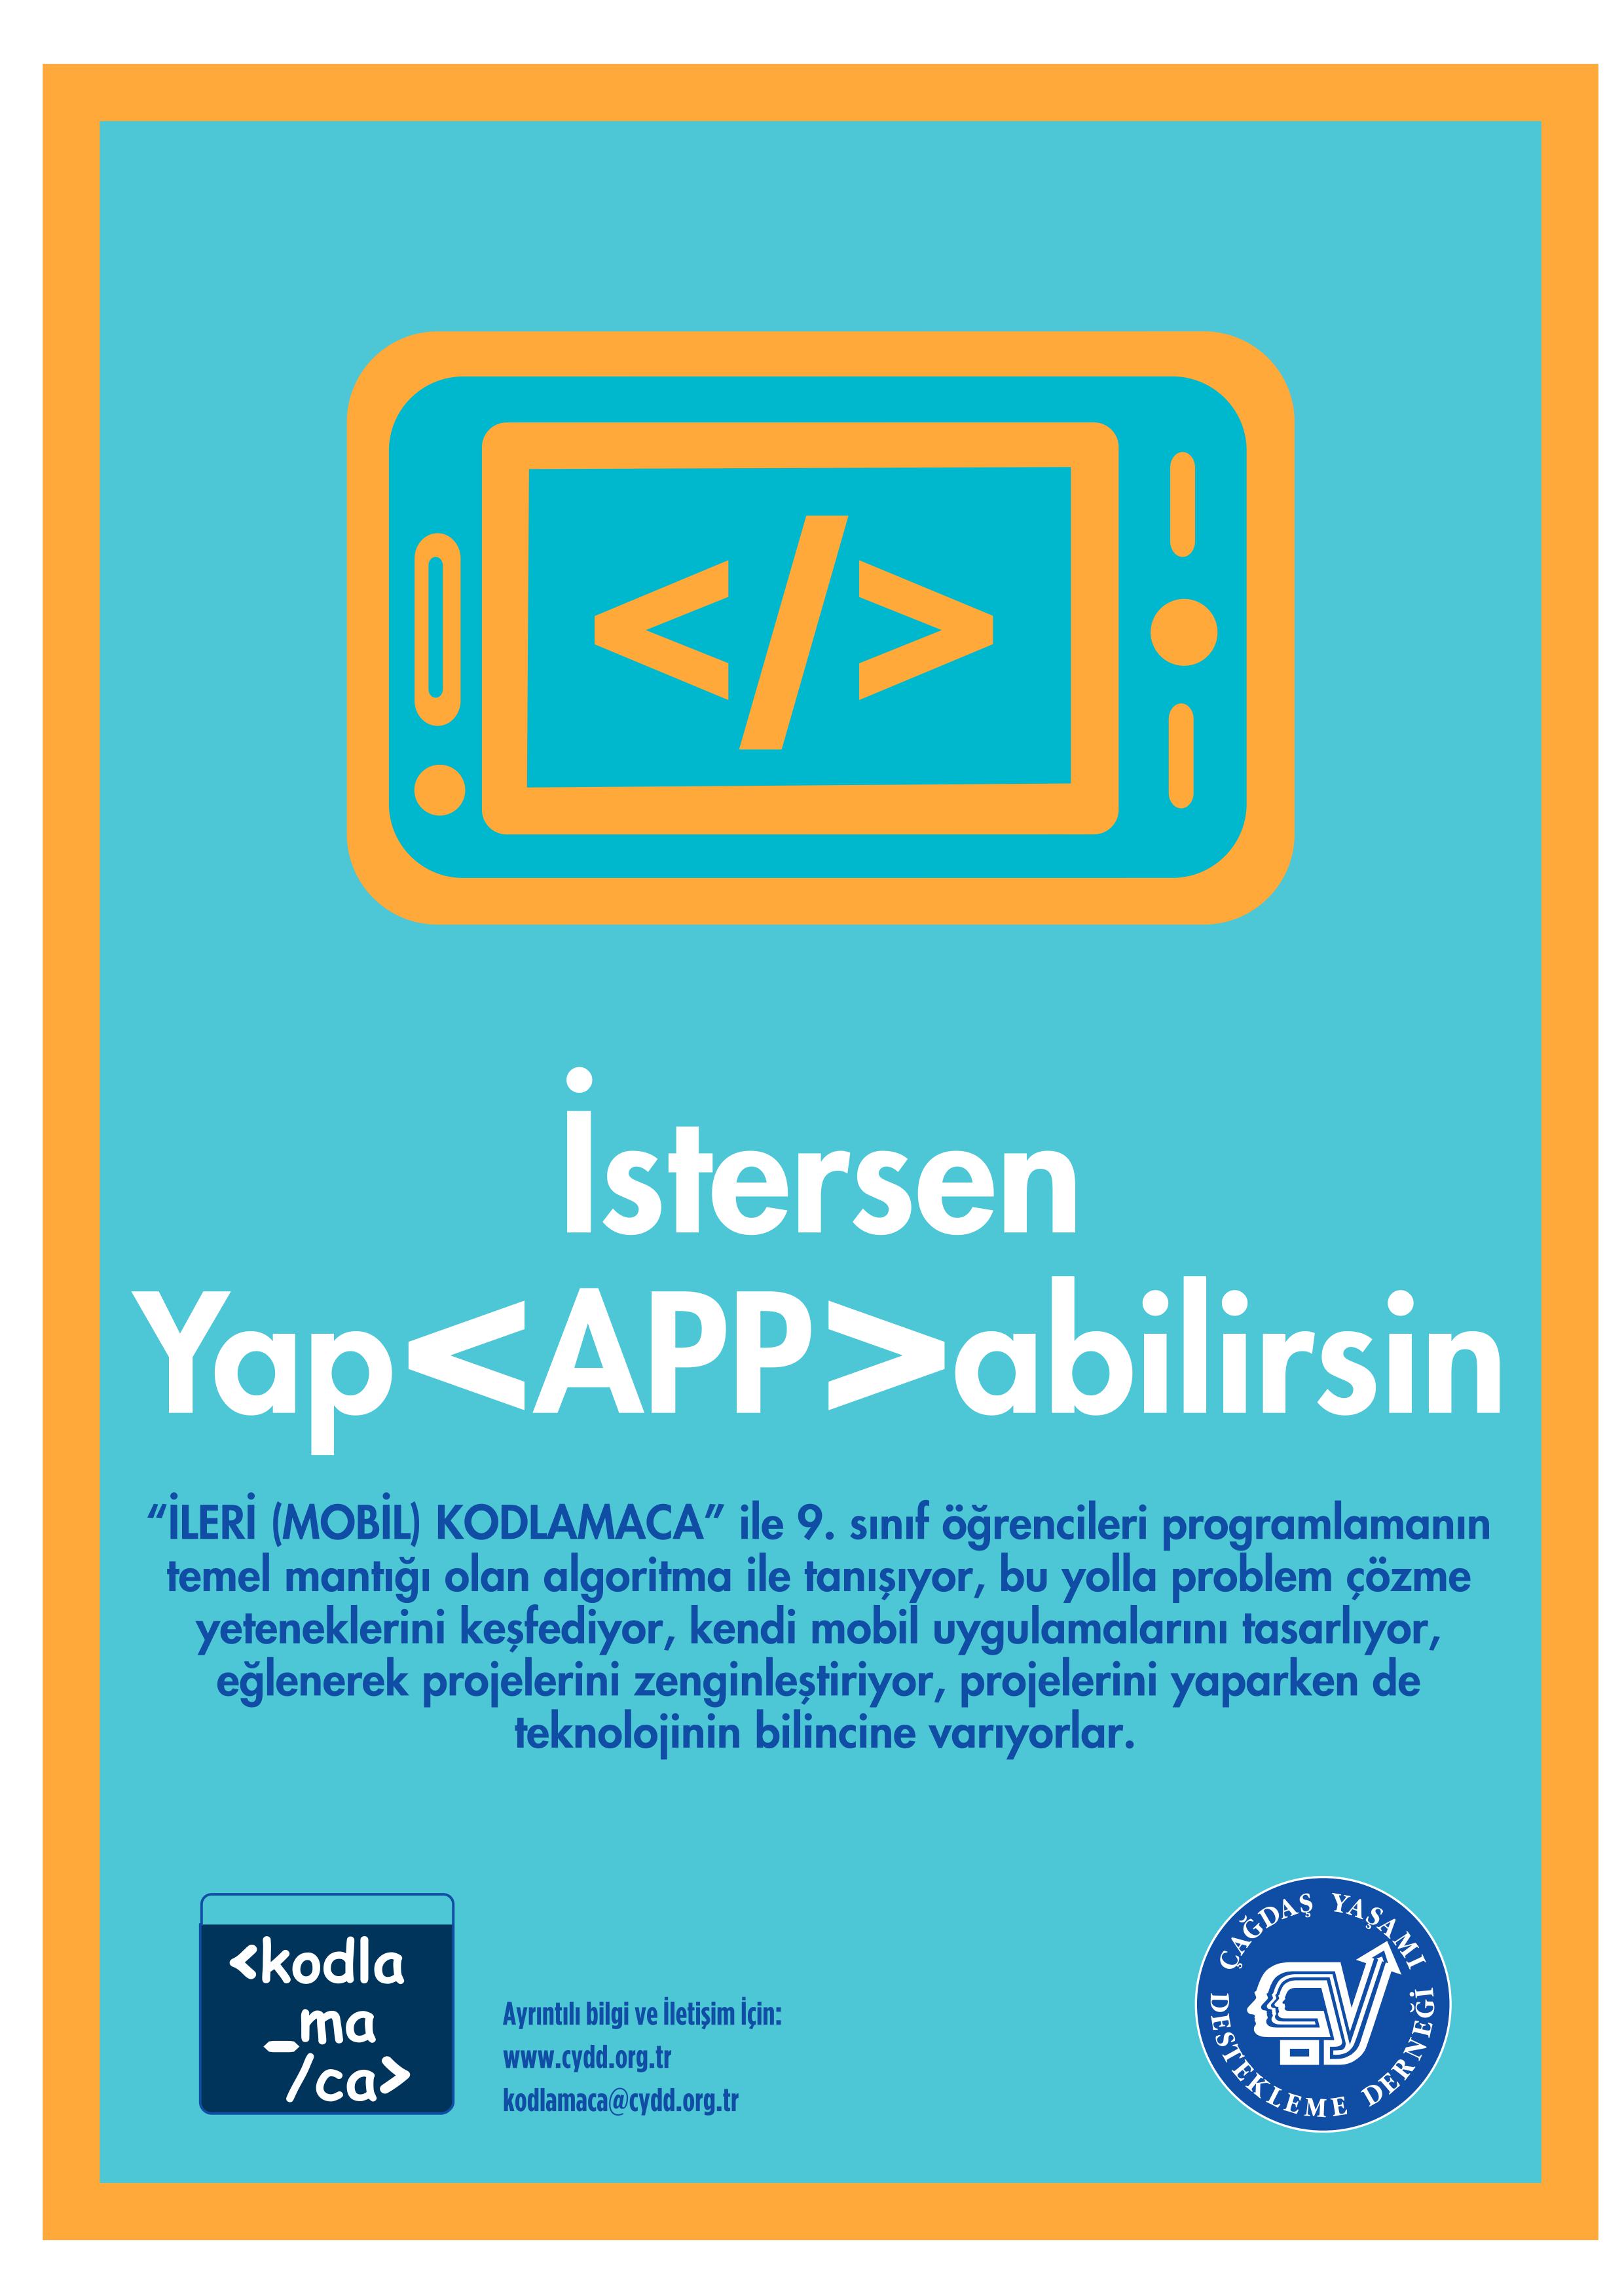 </>
İstersen
Yap<APP>abilirsin
“İLERİ (MOBİL) KODLAMACA” ile 9. sınıf öğrencileri programlamanın
temel mantığı olan algoritma ile tanışıyor, bu yolla problem çözme
yeteneklerini keşfediyor, kendi mobil uygulamalarını tasarlıyor,
eğlenerek projelerini zenginleştiriyor, projelerini yaparken de
teknolojinin bilincine varıyorlar.
<kodla
ma
_/ca>
Ayrıntılı bilgi ve İletişim İçin:
www.cydd.org.tr
kodlamaca@cydd.org.tr
ÇAĞDAŞ YAŞAMI
DESTEKLEME DERNEĞİ